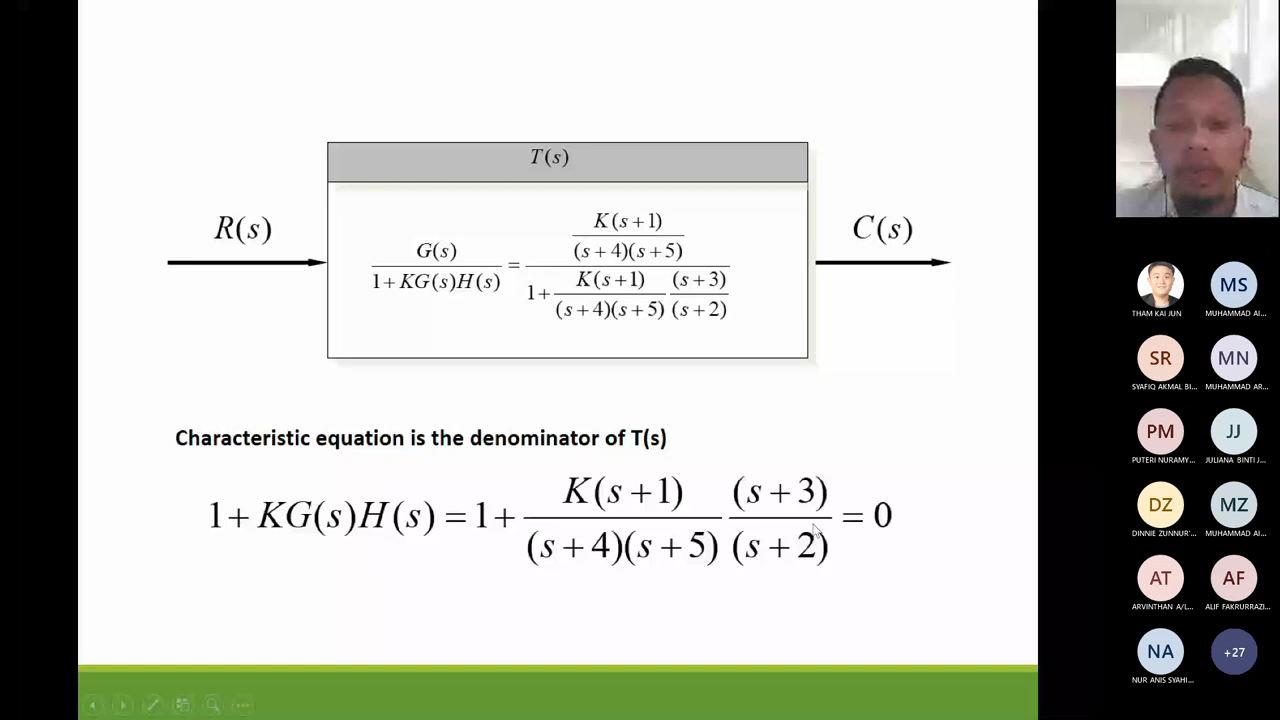 T(s)
R(s)
G(s) / 1+KG(s)H(s) = K(s+1) / (s+4)(s+5) / 1+ K(s+1) / (s+4)(s+5) (s+3) / (s+2)
C(s)
Characteristic equation is the denominator of T(s)
1+KG(s)H(s)=1+ K(s+1) / (s+4)(s+5) (s+3) / (s+2) = 0
THAM KAI JUN
MS
MUHAMMAD AI...
SR
SYAFIQ AKMAL BI...
MN
MUHAMMAD AR...
PM
PUTERI NURAMY...
JJ
JULIANA BINTI J...
DZ
DINNIE ZUNNUR'...
MZ
MUHAMMAD AI...
AT
ARVINTHAN A/L...
AF
ALIF FAKRURRAZI...
NA
NUR ANIS SYAHI...
+27